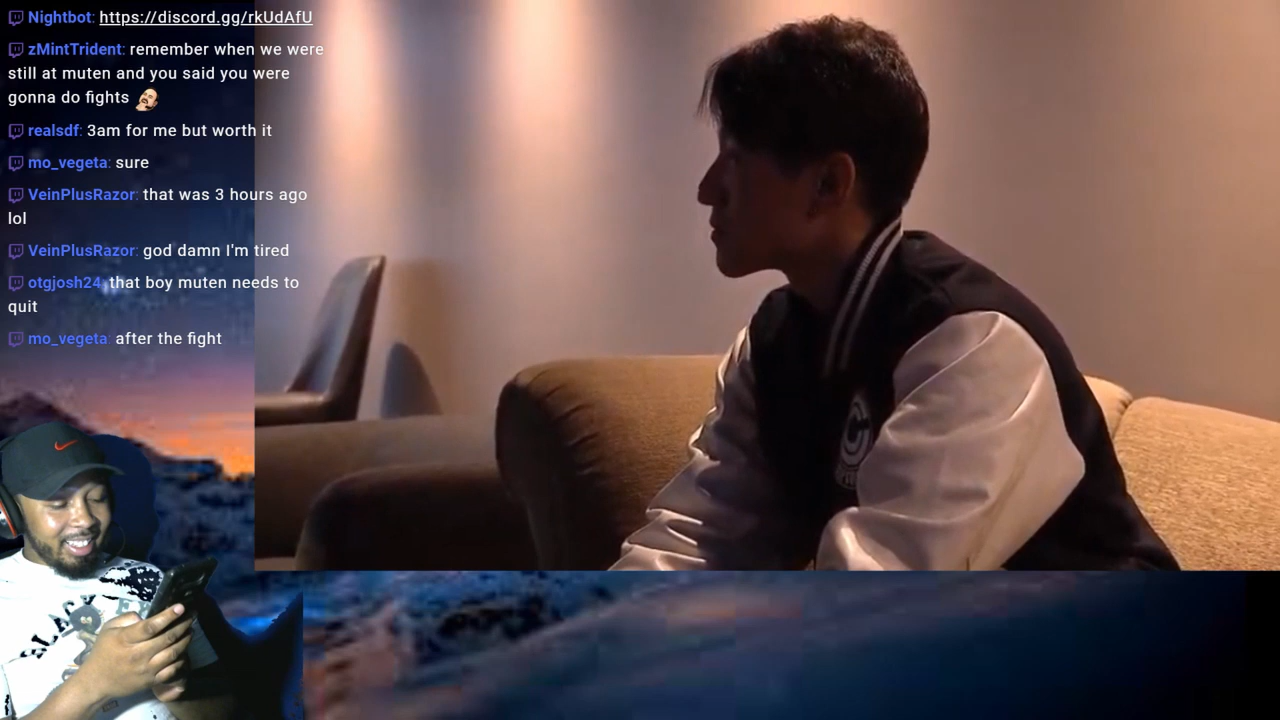 Nightbot: https://discord.gg/rkUdAfU
zMintTrident: remember when we were
still at muten and you said you were
gonna do fights
realsdf: 3am for me but worth it
mo_vegeta: sure
VeinPlusRazor: that was 3 hours ago
lol
VeinPlusRazor: god damn I'm tired
otgjosh24: that boy muten needs to
quit
mo_vegeta: after the fight